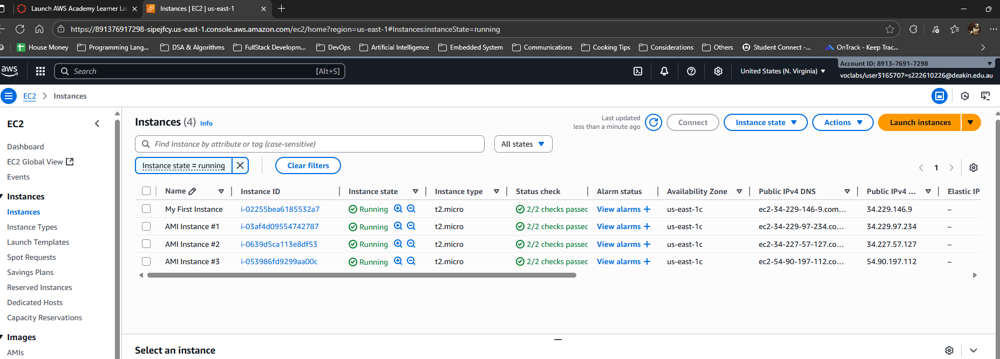 Launch AWS Academy Learner La
Instances | EC2 | us-east-1
https://891376917298-sipejfcy.us-east-1.console.aws.amazon.com/ec2/home?region=us-east-1#Instances:instanceState=running
House Money Programming Lang... DSA & Algorithms FullStack Developm... DevOps Artificial Intelligence Embedded System Communications Cooking Tips Considerations Others Student Connect -... OnTrack - Keep Trac...
aws Search [Alt+S] United States (N. Virginia) Account ID: 8913-7691-7298
voclabs/user3165707=s222610226@deakin.edu.au
EC2 Instances
EC2
Dashboard
EC2 Global View
Events
Instances
Instances
Instance Types
Launch Templates
Spot Requests
Savings Plans
Reserved Instances
Dedicated Hosts
Capacity Reservations
Images
AMIs
Instances (4) Info
Last updated
less than a minute ago
Connect Instance state Actions Launch instances
Find Instance by attribute or tag (case-sensitive) All states
Instance state = running Clear filters
1
Name Instance ID Instance state Instance type Status check Alarm status Availability Zone Public IPv4 DNS Public IPv4 ... Elastic IP
My First Instance i-02255bea6185532a7 Running t2.micro 2/2 checks passec View alarms + us-east-1c ec2-34-229-146-9.com... 34.229.146.9 –
AMI Instance #1 i-03af4d09554742787 Running t2.micro 2/2 checks passec View alarms + us-east-1c ec2-34-229-97-234.co... 34.229.97.234 –
AMI Instance #2 i-0639d5ca113e8df53 Running t2.micro 2/2 checks passec View alarms + us-east-1c ec2-34-227-57-127.co... 34.227.57.127 –
AMI Instance #3 i-053986fd9299aa00c Running t2.micro 2/2 checks passec View alarms + us-east-1c ec2-54-90-197-112.co... 54.90.197.112 –
Select an instance